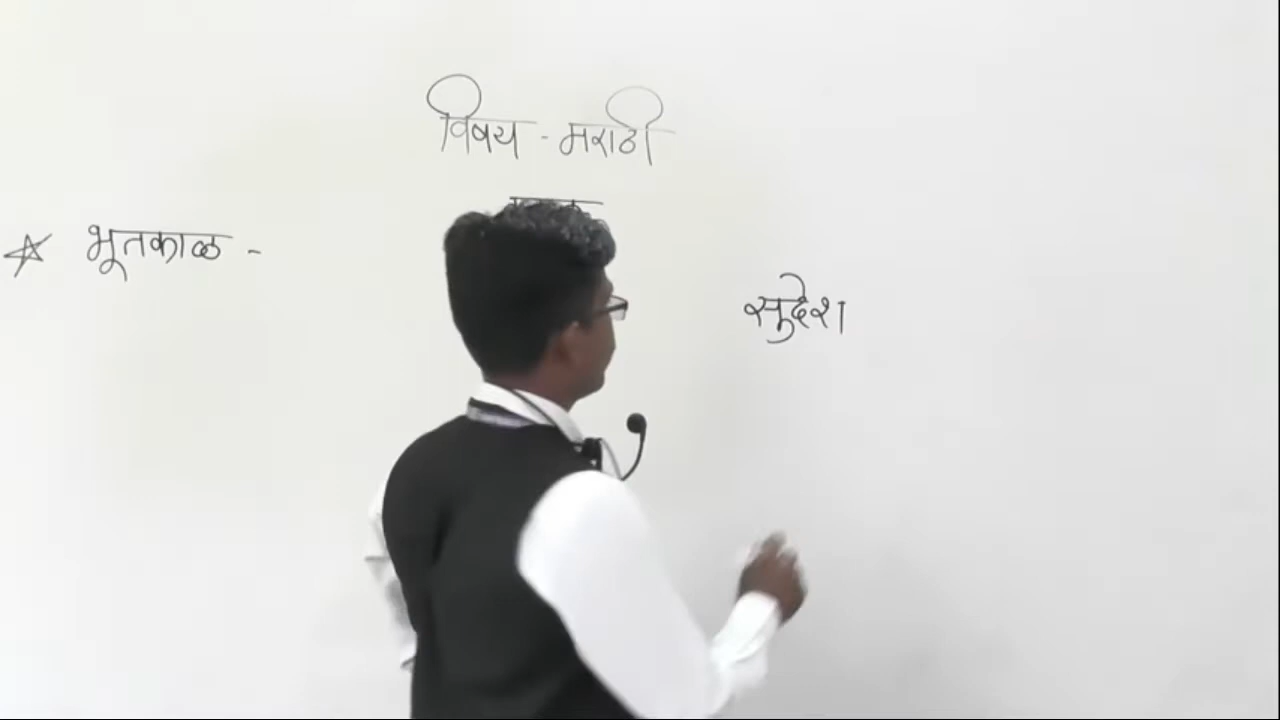 विषय - मराठी
* भूतकाळ -
सुदेश